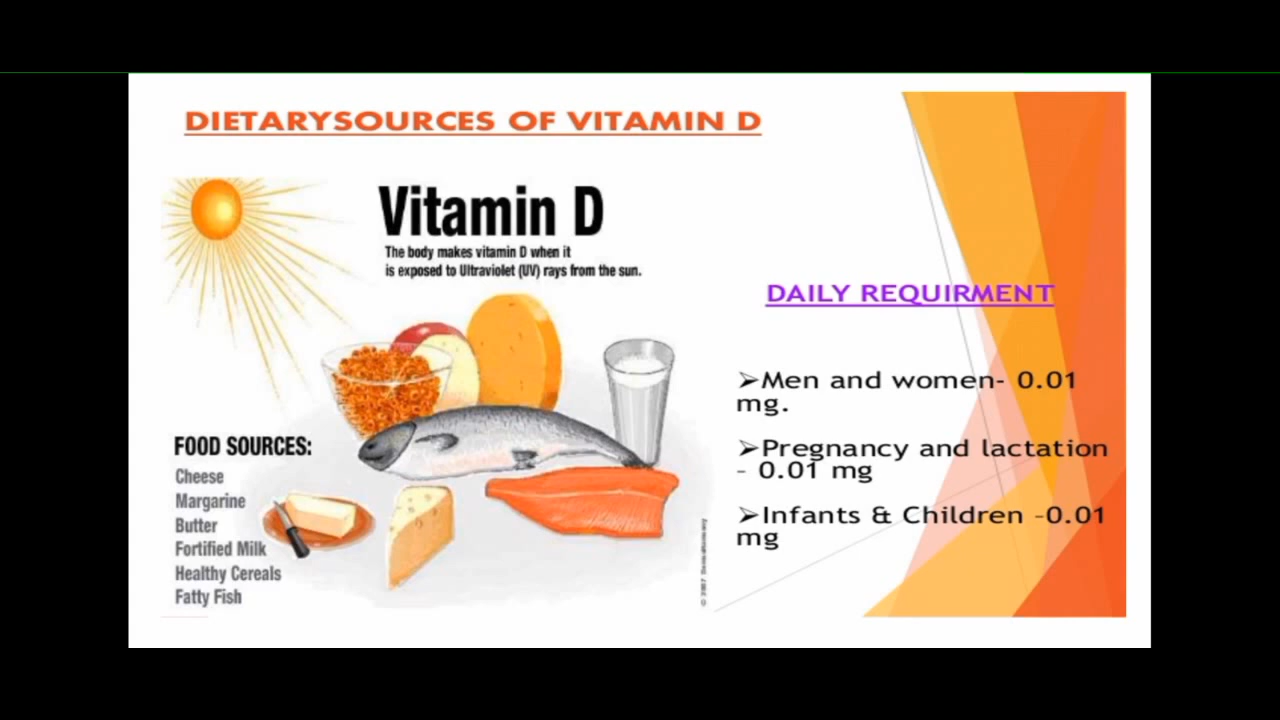 DIETARYSOURCES OF VITAMIN D
Vitamin D
The body makes vitamin D when it
is exposed to Ultraviolet (UV) rays from the sun.
FOOD SOURCES:
Cheese
Margarine
Butter
Fortified Milk
Healthy Cereals
Fatty Fish
DAILY REQUIRMENT
➢Men and women- 0.01
mg.
➢Pregnancy and lactation
- 0.01 mg
➢Infants & Children -0.01
mg